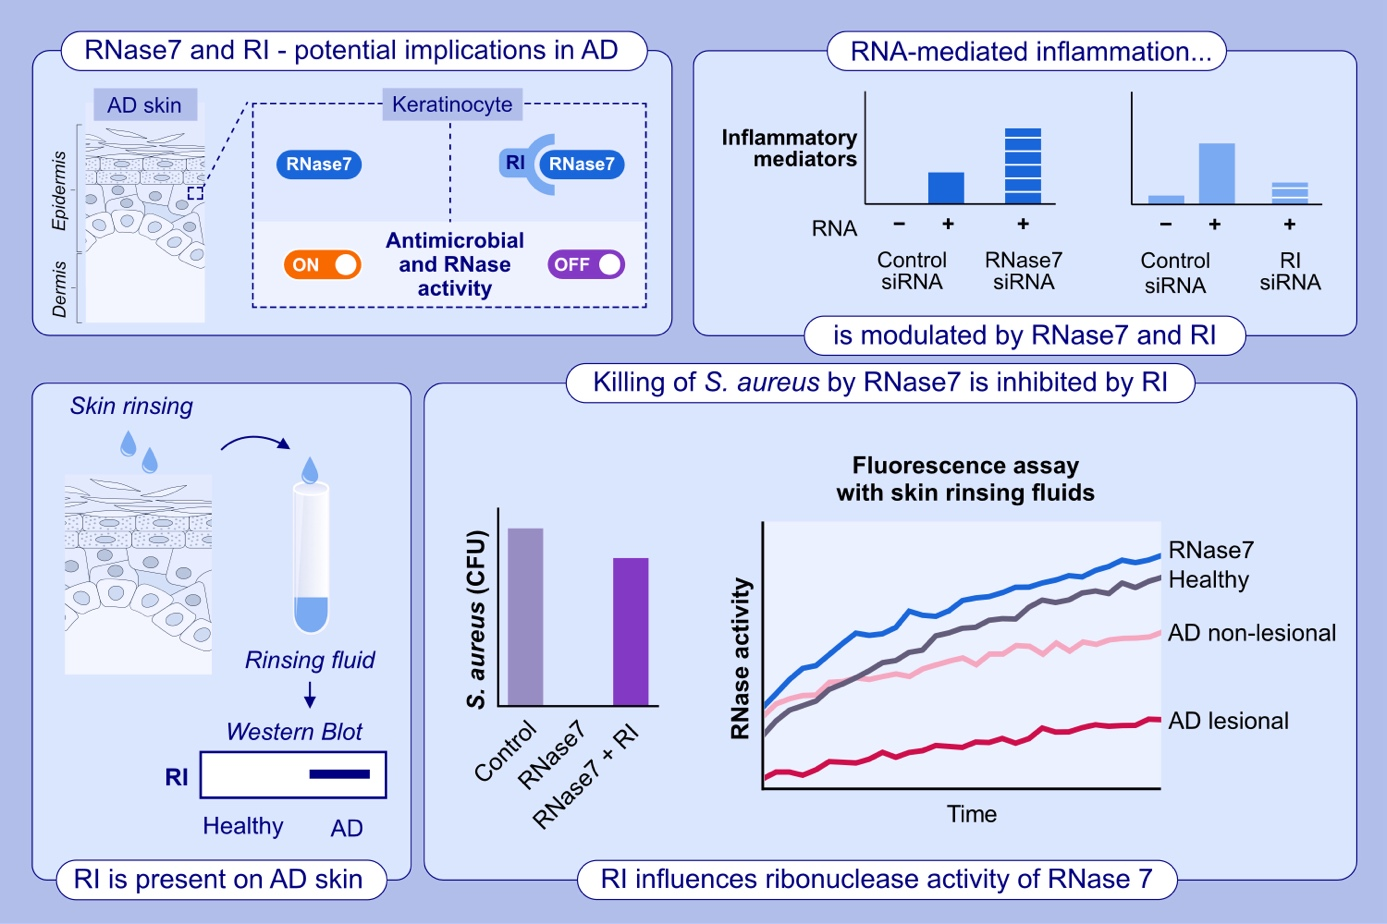 RNase7 and RI - potential implications in AD
AD skin
Keratinocyte
Epidermis
Dermis
RNase7
RI
RNase7
ON
Antimicrobial
and RNase
activity
OFF
RNA-mediated inflammation...
Inflammatory
mediators
RNA
− + +
Control
siRNA
RNase7
siRNA
− + +
Control
siRNA
RI
siRNA
is modulated by RNase7 and RI
Skin rinsing
Rinsing fluid
Western Blot
RI
Healthy
AD
RI is present on AD skin
Killing of S. aureus by RNase7 is inhibited by RI
S. aureus (CFU)
Control
RNase7
RNase7 + RI
Fluorescence assay
with skin rinsing fluids
RNase activity
RNase7
Healthy
AD non-lesional
AD lesional
Time
RI influences ribonuclease activity of RNase 7